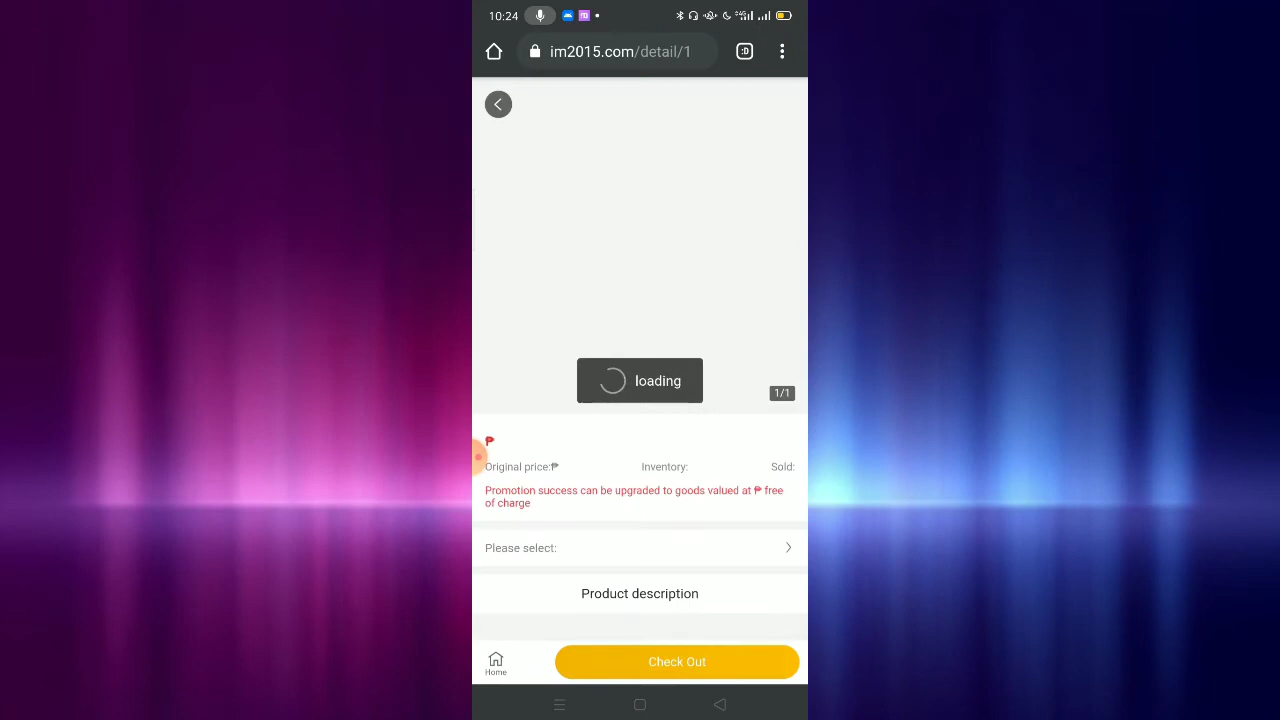 10:24
im2015.com/detail/1
:D
loading
1/1
₱
Original price:₱ Inventory: Sold:
Promotion success can be upgraded to goods valued at ₱ free
of charge
Please select:
Product description
Home
Check Out